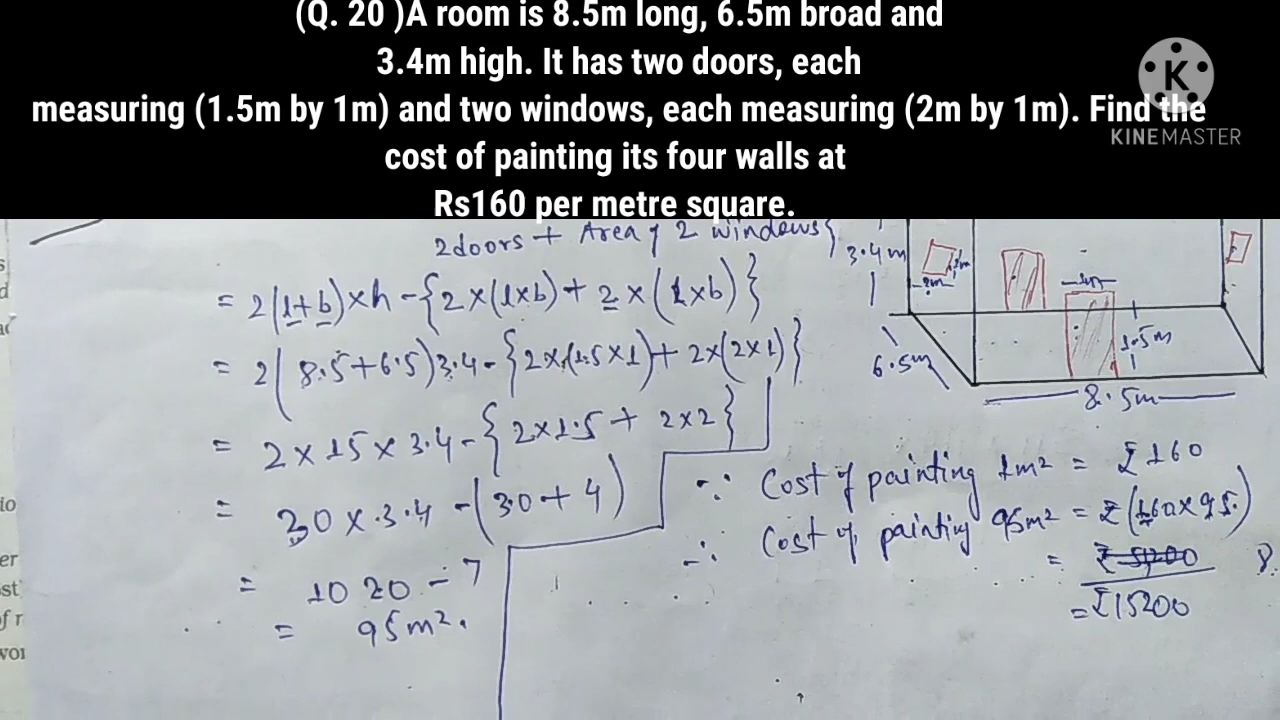 (Q. 20 )A room is 8.5m long, 6.5m broad and
3.4m high. It has two doors, each
measuring (1.5m by 1m) and two windows, each measuring (2m by 1m). Find the
cost of painting its four walls at
Rs160 per metre square.
K
KINEMASTER
2doors + Area of 2 windows}
= 2(l+b)×h-{2×(l×b)+ 2×(l×b)}
= 2(8.5+6.5)3.4-{2×(1.5×1)+ 2×(2×1)}
= 2×15×3.4-{2×1.5+ 2×2}
= 30×3.4-(3.0+4)
= 1020-7
= 95m².
3.4m
2m
1m
1.5m
6.5m
8.5m
∵ Cost of painting 1m² = ₹160
∴ Cost of painting 95m² = ₹(160×95)
=
=₹15200
8.